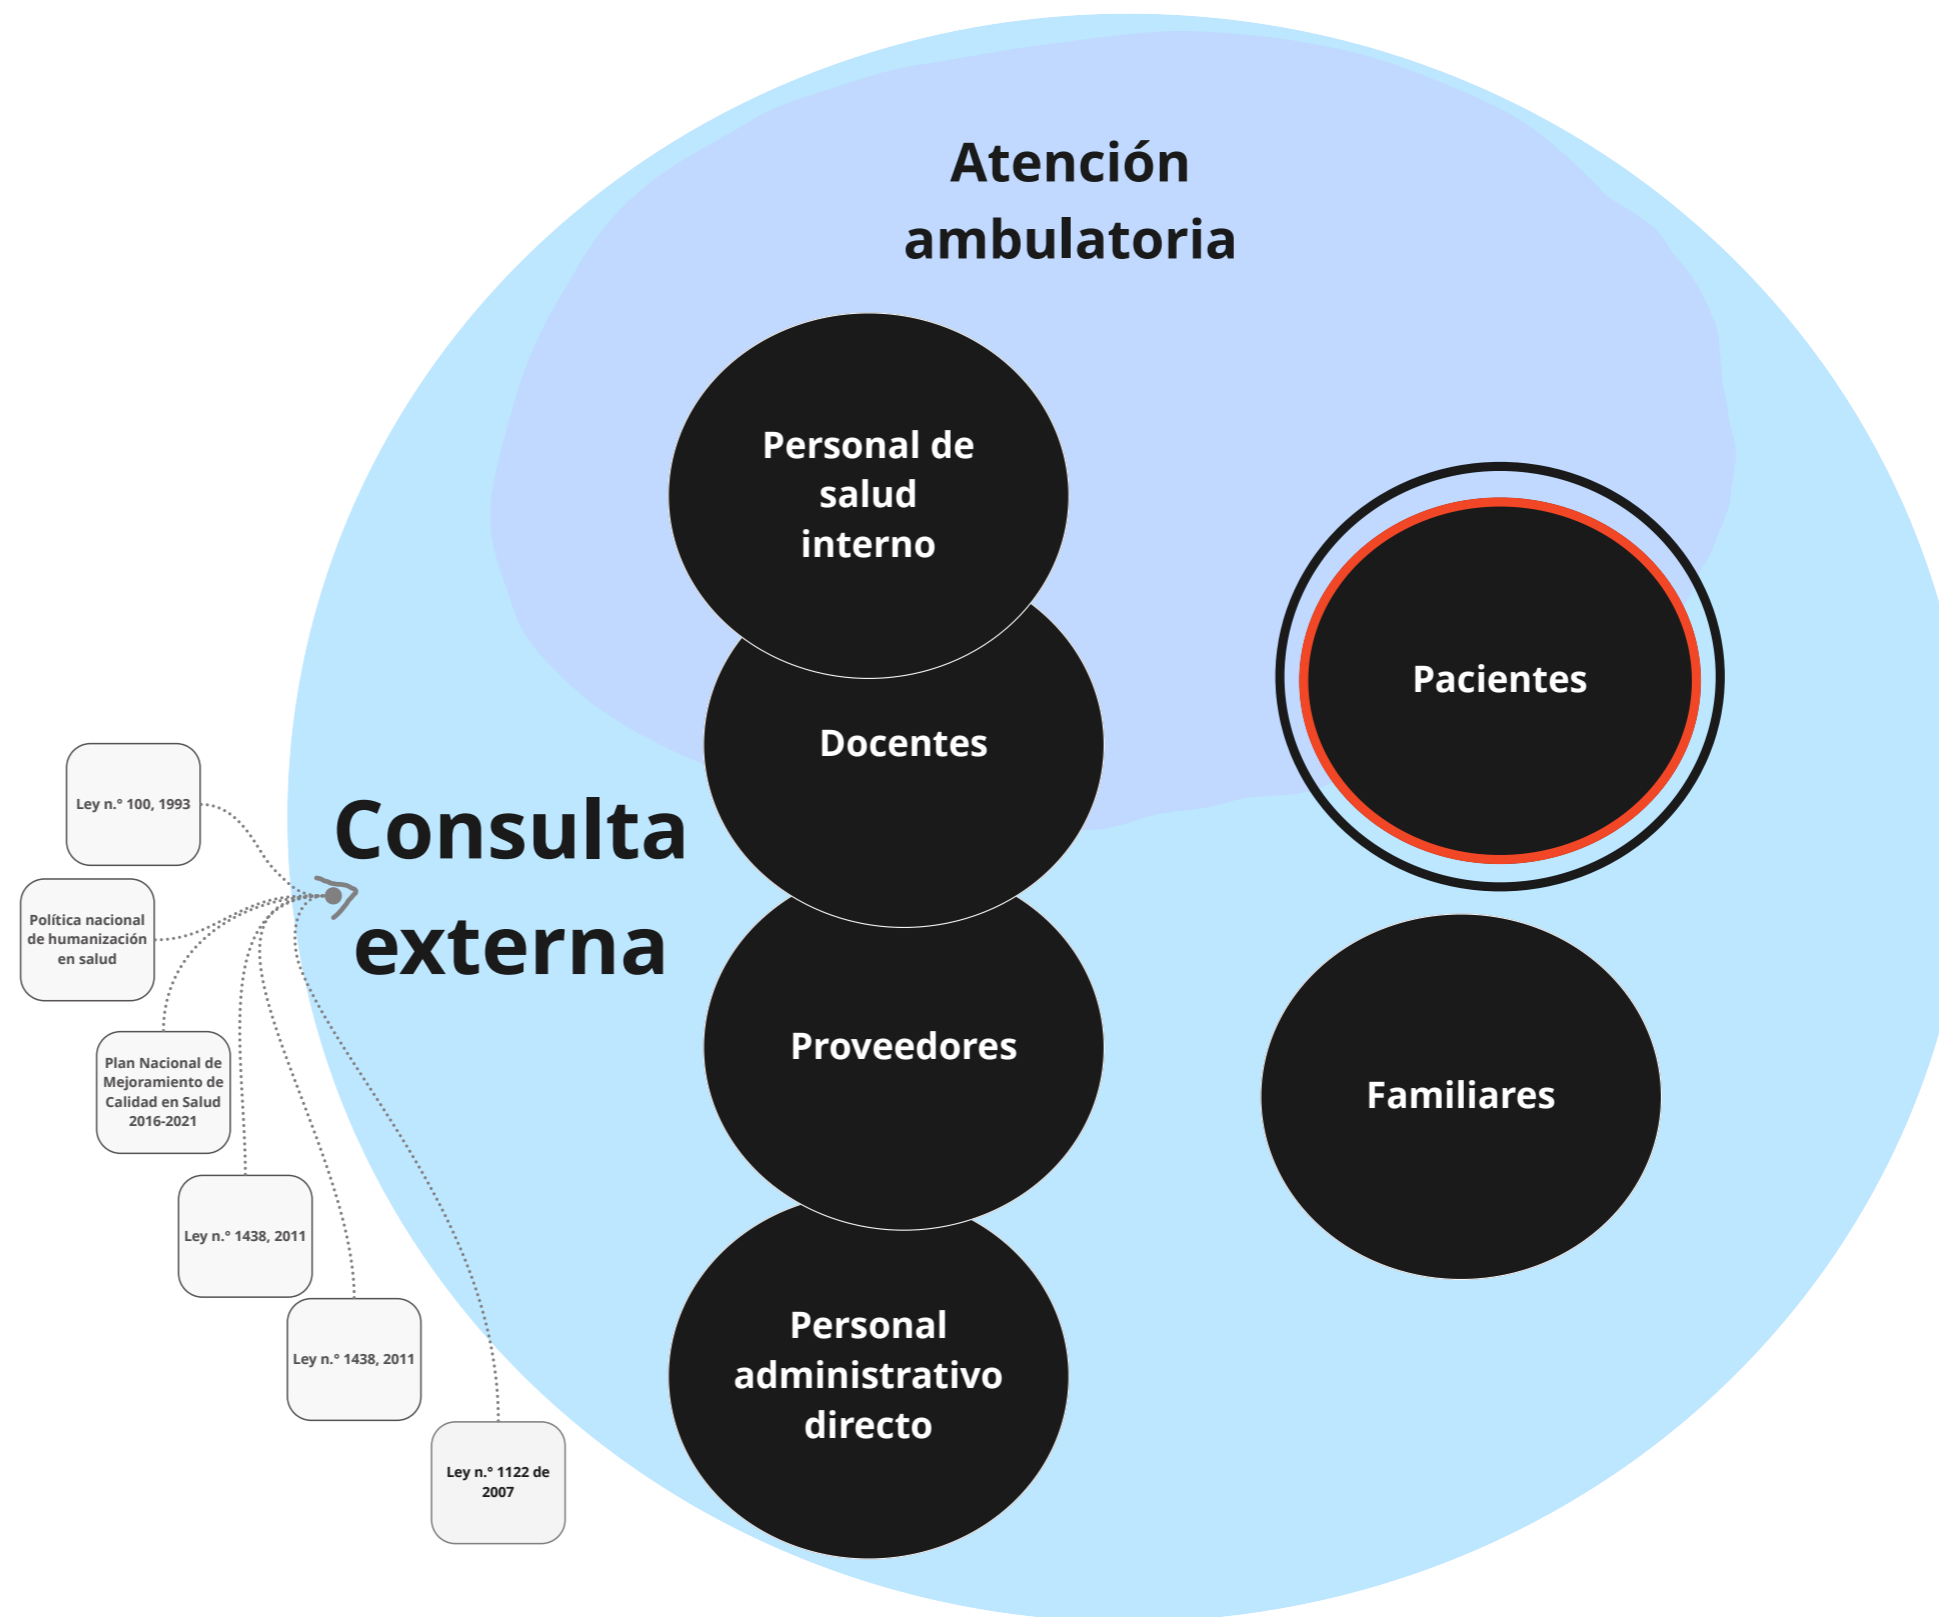 Atención
ambulatoria
Personal de
salud
interno
Pacientes
Docentes
Consulta
externa
Proveedores
Familiares
Personal
administrativo
directo
Ley n.° 100, 1993
Política nacional
de humanización
en salud
Plan Nacional de
Mejoramiento de
Calidad en Salud
2016-2021
Ley n.° 1438, 2011
Ley n.° 1438, 2011
Ley n.° 1122 de
2007